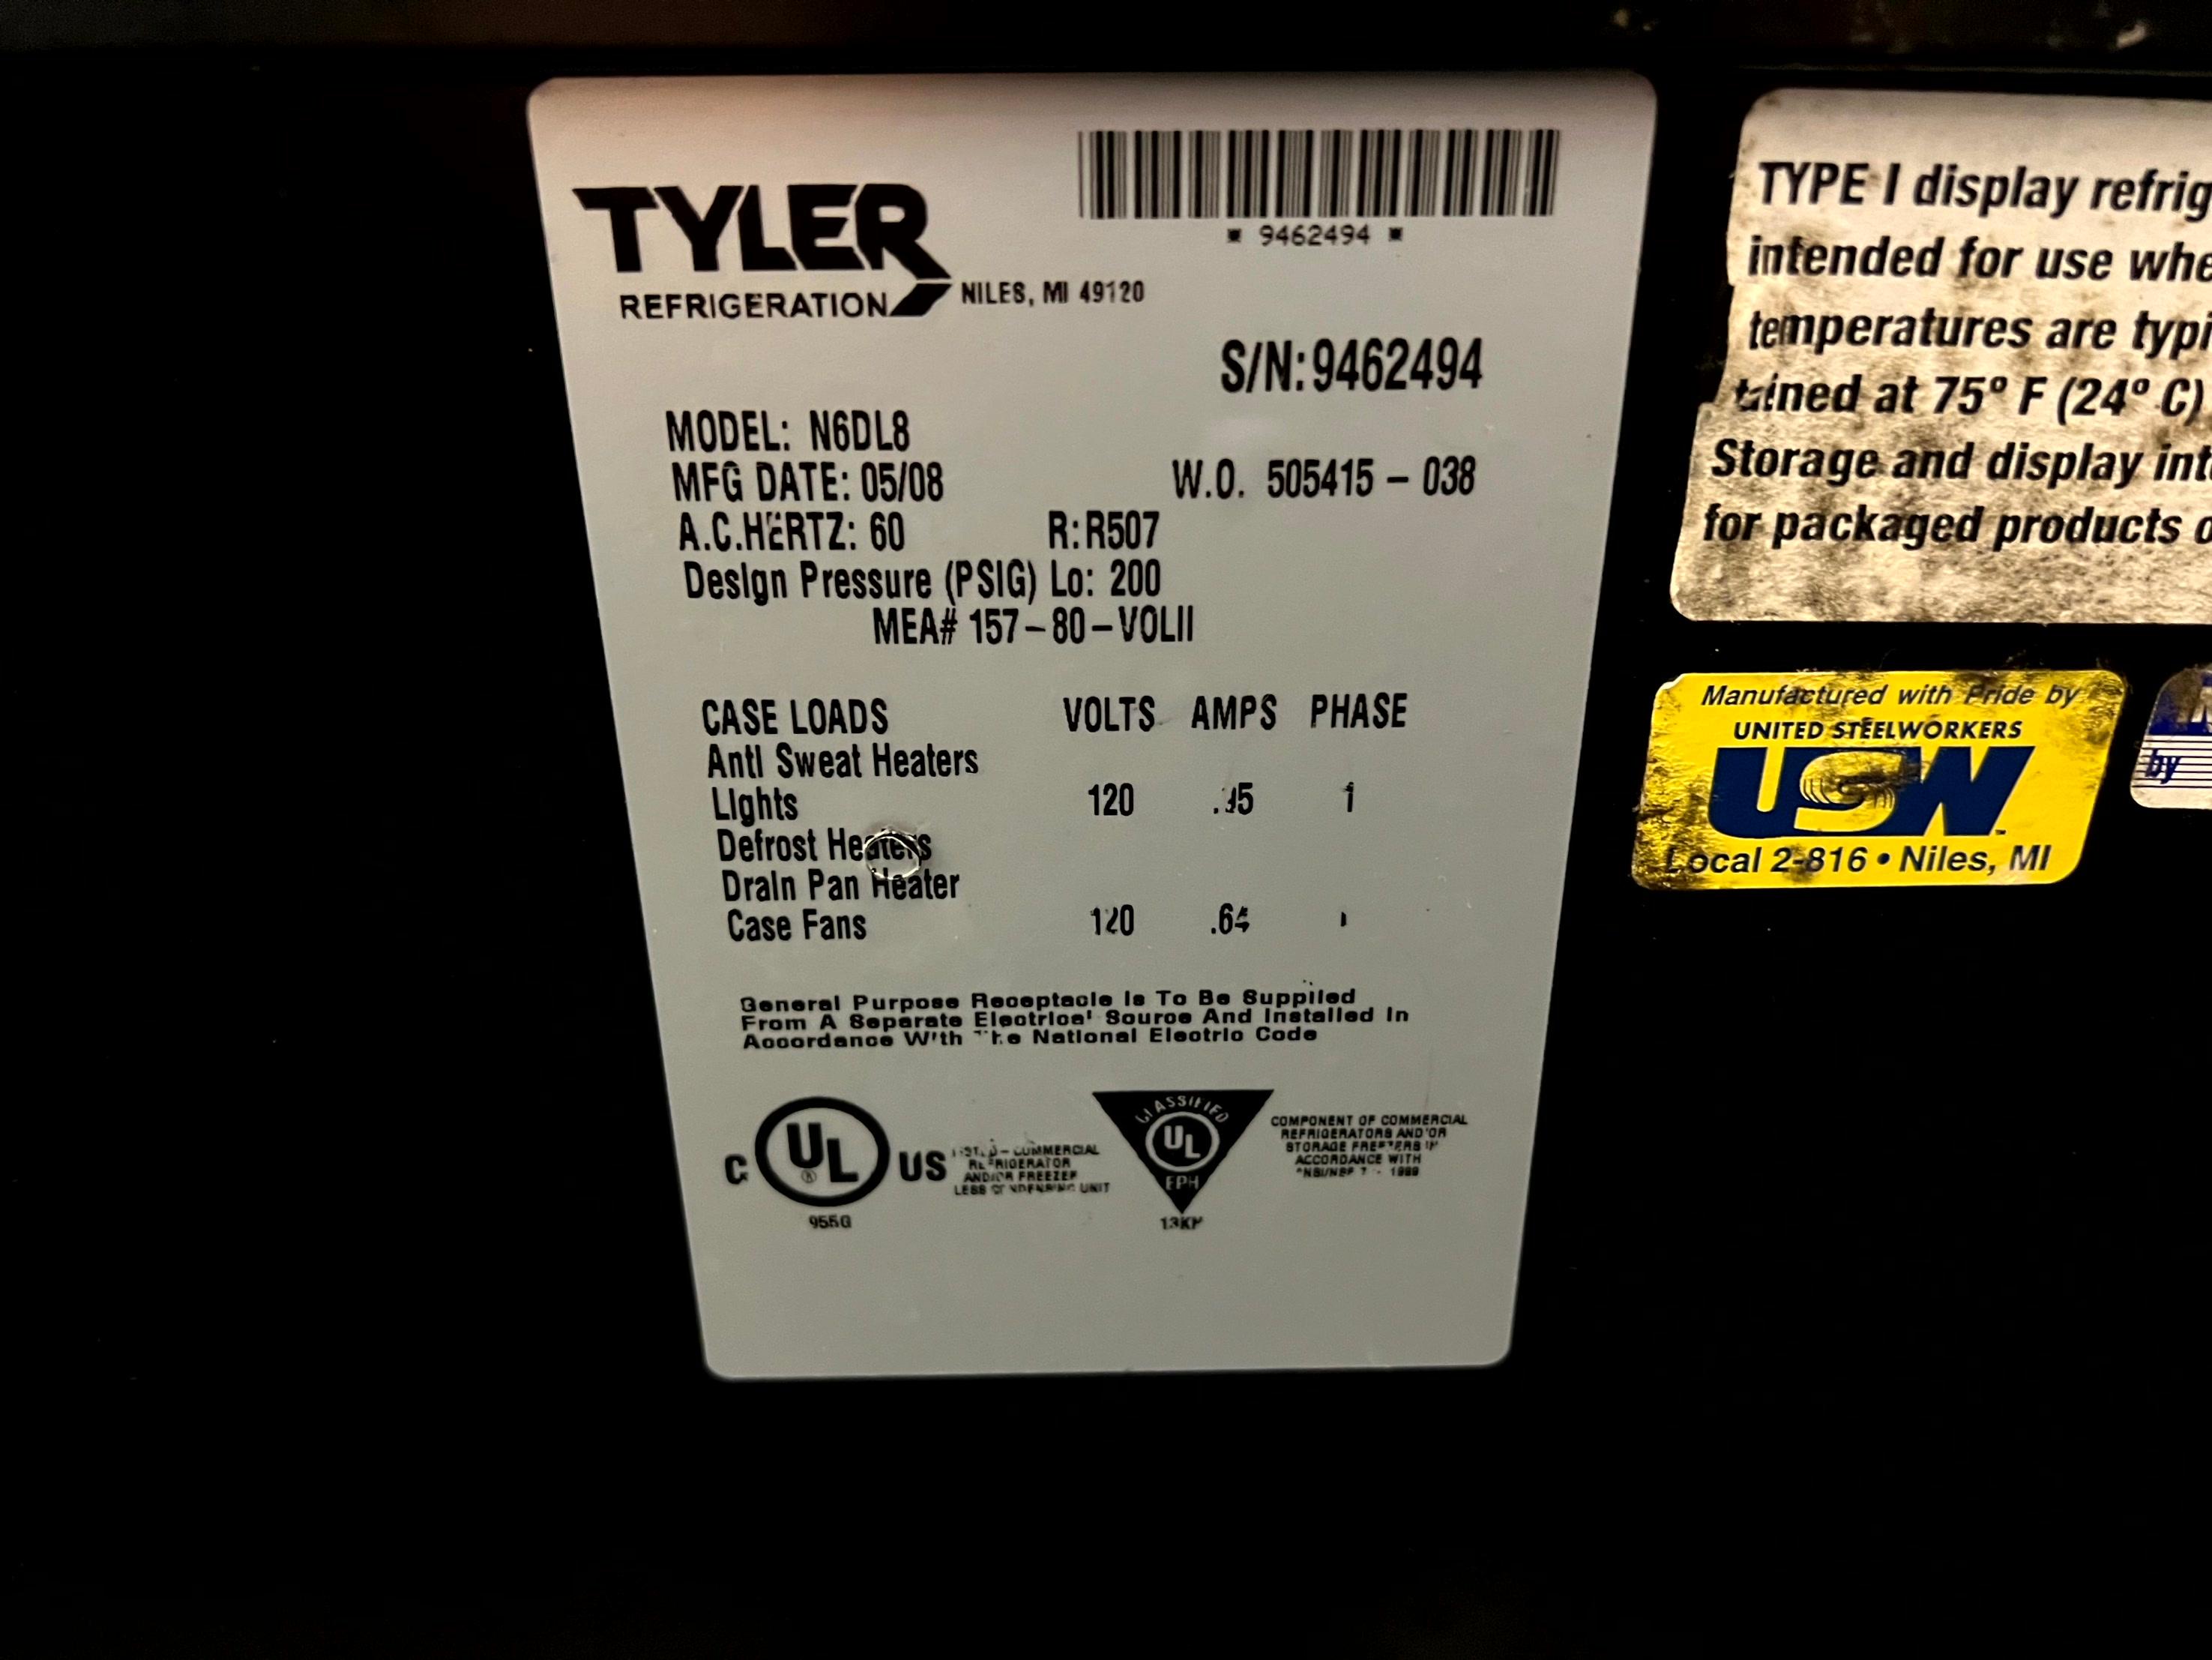 TYLER
REFRIGERATION NILES, MI 49120
* 9462494 *
S/N: 9462494
MODEL: N6DL8
MFG DATE: 05/08 W.O. 505415 - 038
A.C.HERTZ: 60 R: R507
Design Pressure (PSIG) Lo: 200
MEA# 157-80-VOLII
CASE LOADS VOLTS AMPS PHASE
Anti Sweat Heaters
Lights 120 1
Defrost Heaters
Drain Pan Heater
Case Fans 120 .64
General Purpose Receptacle Is To Be Supplied
From A Separate Electrical Source And Installed In
Accordance With The National Electric Code
C UL US
COMMERCIAL
REFRIGERATOR
AND/OR FREEZER
LESS CONDENSING UNIT
955G
CLASSIFIED
UL
EPH
COMPONENT OF COMMERCIAL
REFRIGERATORS AND/OR
STORAGE FREEZERS IN
ACCORDANCE WITH
TYPE I display
intended for use
temperatures are
at 75° F (24° C)
Storage and display
for packaged products
Manufactured with Pride by
UNITED STEELWORKERS
USW
Local 2-816 • Niles, MI
by